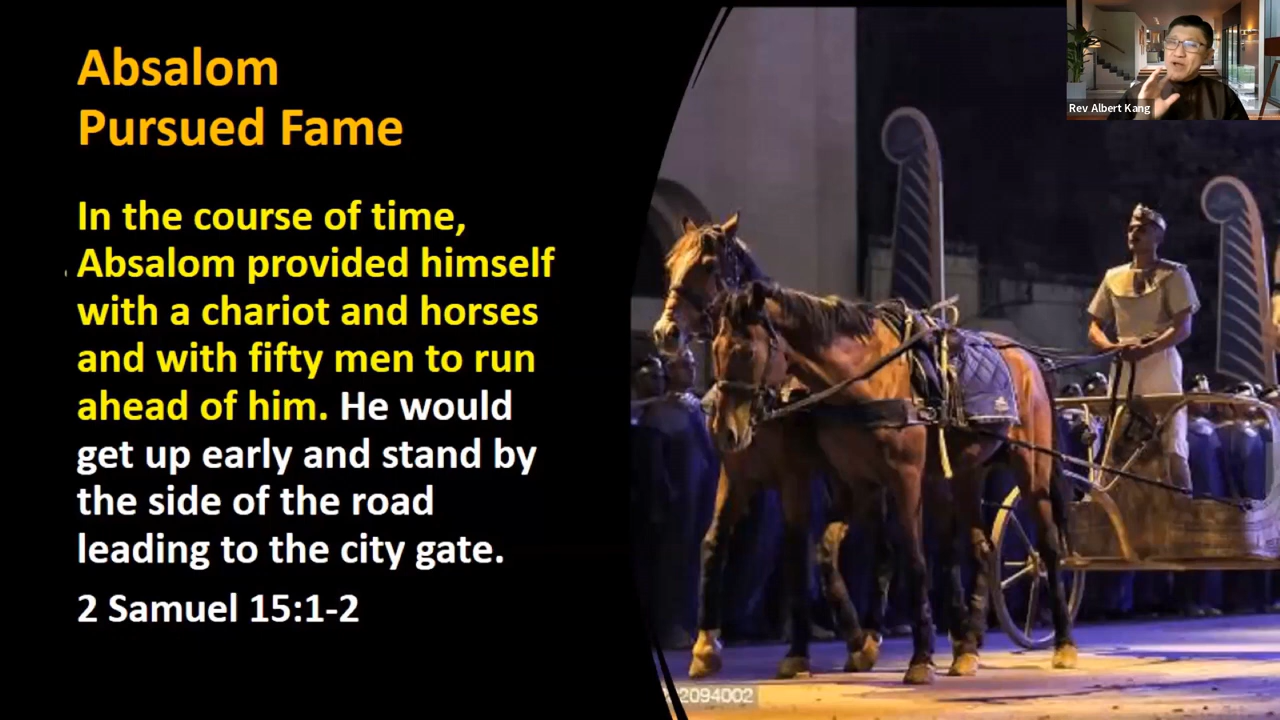 Absalom
Pursued Fame
In the course of time,
Absalom provided himself
with a chariot and horses
and with fifty men to run
ahead of him. He would
get up early and stand by
the side of the road
leading to the city gate.
2 Samuel 15:1-2
Rev Albert Kang
2094002